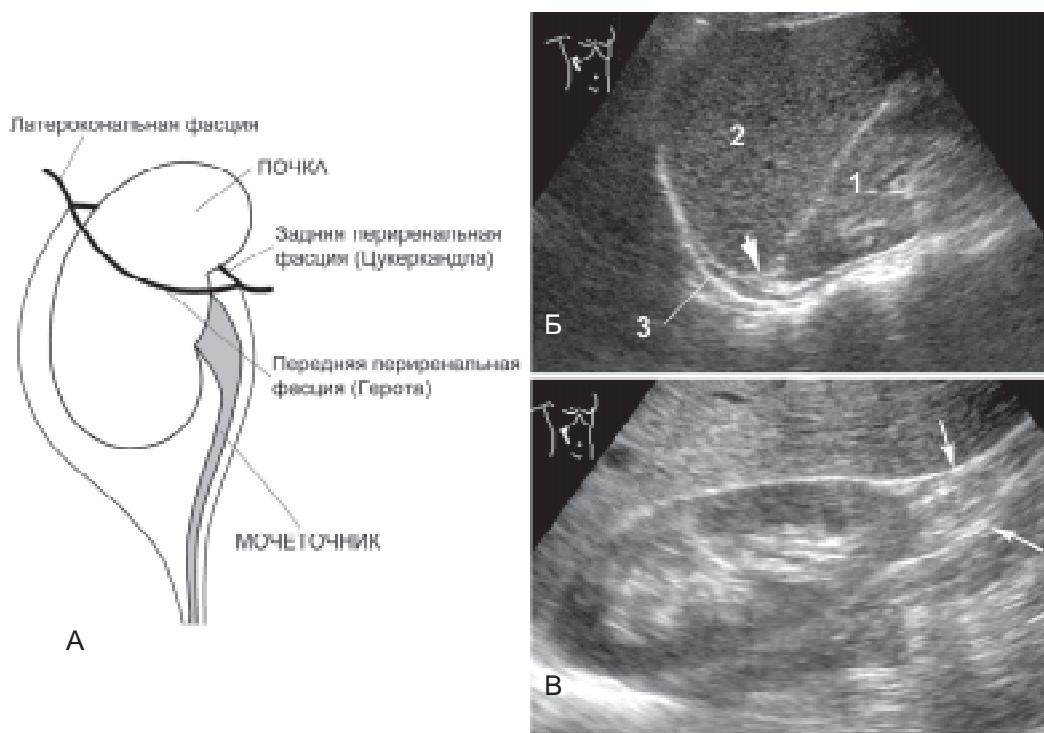 Латерокональная фасция
ПОЧКА
Задняя периренальная
фасция (Цукеркандла)
Передняя периренальная
фасция (Герота)
МОЧЕТОЧНИК
А
2
1
3
Б
В